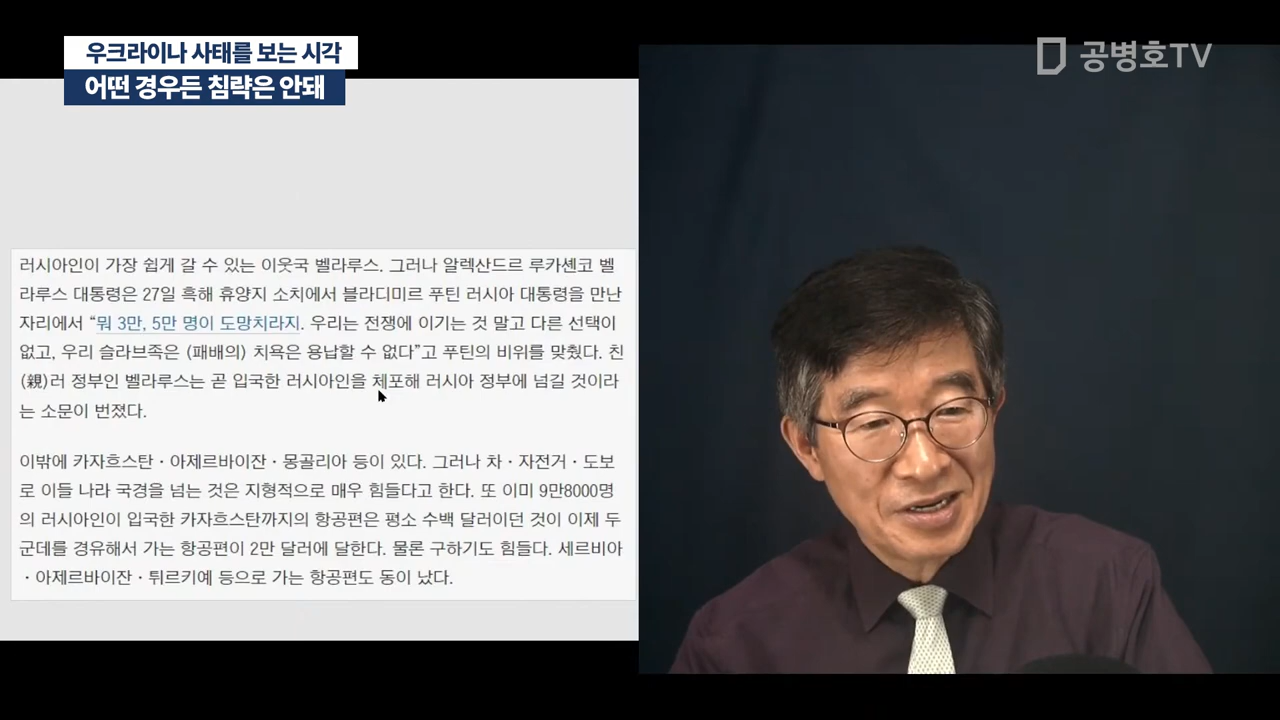 우크라이나 사태를 보는 시각
어떤 경우든 침략은 안돼
공병호TV
러시아인이 가장 쉽게 갈 수 있는 이웃국 벨라루스. 그러나 알렉산드르 루카셴코 벨
라루스 대통령은 27일 흑해 휴양지 소치에서 블라디미르 푸틴 러시아 대통령을 만난
자리에서 “뭐 3만, 5만 명이 도망치라지. 우리는 전쟁에 이기는 것 말고 다른 선택이
없고, 우리 슬라브족은 (패배의) 치욕은 용납할 수 없다”고 푸틴의 비위를 맞췄다. 친
(親)러 정부인 벨라루스는 곧 입국한 러시아인을 체포해 러시아 정부에 넘길 것이라
는 소문이 번졌다.
이밖에 카자흐스탄·아제르바이잔·몽골리아 등이 있다. 그러나 차·자전거·도보
로 이들 나라 국경을 넘는 것은 지형적으로 매우 힘들다고 한다. 또 이미 9만8000명
의 러시아인이 입국한 카자흐스탄까지의 항공편은 평소 수백 달러이던 것이 이제 두
군데를 경유해서 가는 항공편이 2만 달러에 달한다. 물론 구하기도 힘들다. 세르비아
·아제르바이잔·튀르키예 등으로 가는 항공편도 동이 났다.